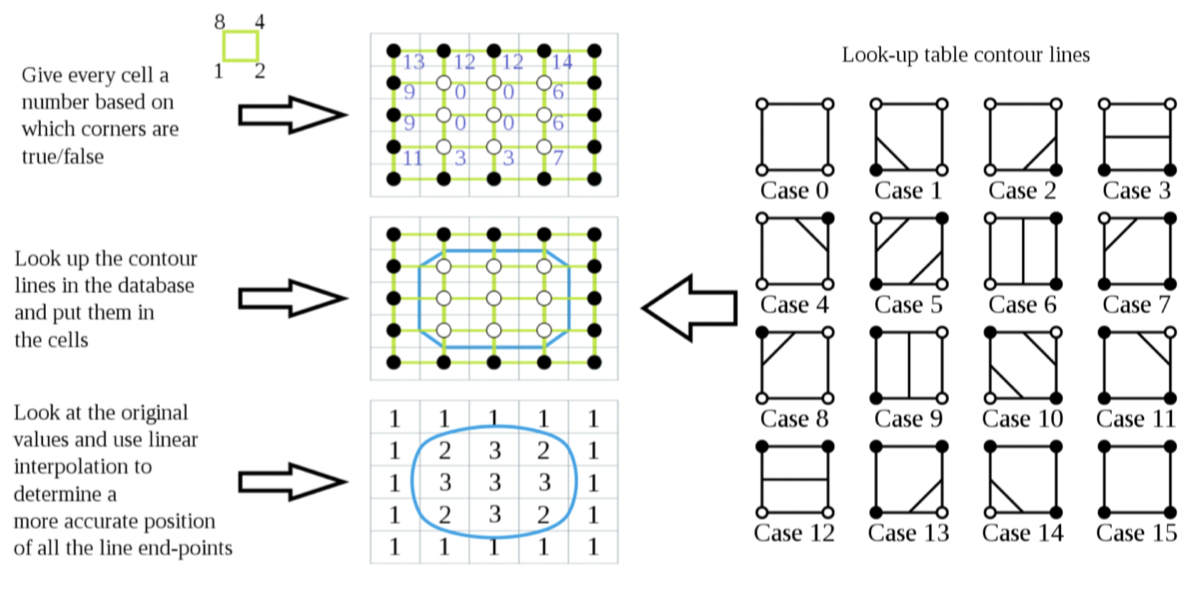 8 4
1 2
Give every cell a
number based on
which corners are
true/false
13 12 12 14
9 0 0 6
9 0 0 6
11 3 3 7
Look up the contour
lines in the database
and put them in
the cells
Look at the original
values and use linear
interpolation to
determine a
more accurate position
of all the line end-points
1 1 1 1 1
1 2 3 2 1
1 3 3 3 1
1 2 3 2 1
1 1 1 1 1
Look-up table contour lines
Case 0 Case 1 Case 2 Case 3
Case 4 Case 5 Case 6 Case 7
Case 8 Case 9 Case 10 Case 11
Case 12 Case 13 Case 14 Case 15